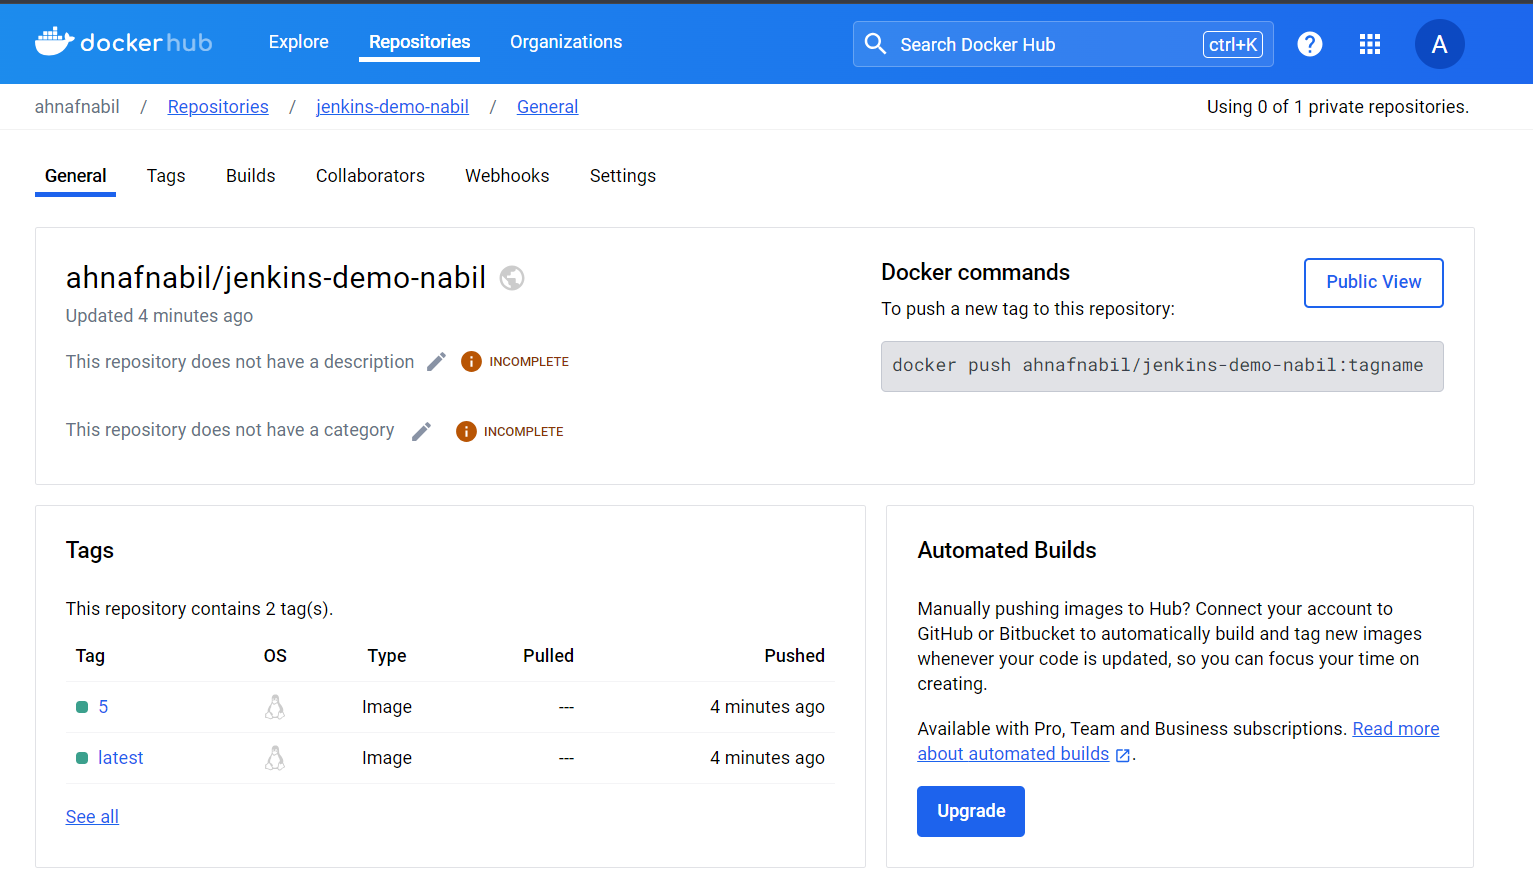 dockerhub Explore Repositories Organizations Search Docker Hub ctrl+K ? A
ahnafnabil / Repositories / jenkins-demo-nabil / General Using 0 of 1 private repositories.
General Tags Builds Collaborators Webhooks Settings
ahnafnabil/jenkins-demo-nabil
Updated 4 minutes ago
This repository does not have a description INCOMPLETE
This repository does not have a category INCOMPLETE
Docker commands
Public View
To push a new tag to this repository:
docker push ahnafnabil/jenkins-demo-nabil:tagname
Tags
This repository contains 2 tag(s).
Tag OS Type Pulled Pushed
5 Image --- 4 minutes ago
latest Image --- 4 minutes ago
See all
Automated Builds
Manually pushing images to Hub? Connect your account to
GitHub or Bitbucket to automatically build and tag new images
whenever your code is updated, so you can focus your time on
creating.
Available with Pro, Team and Business subscriptions. Read more
about automated builds .
Upgrade